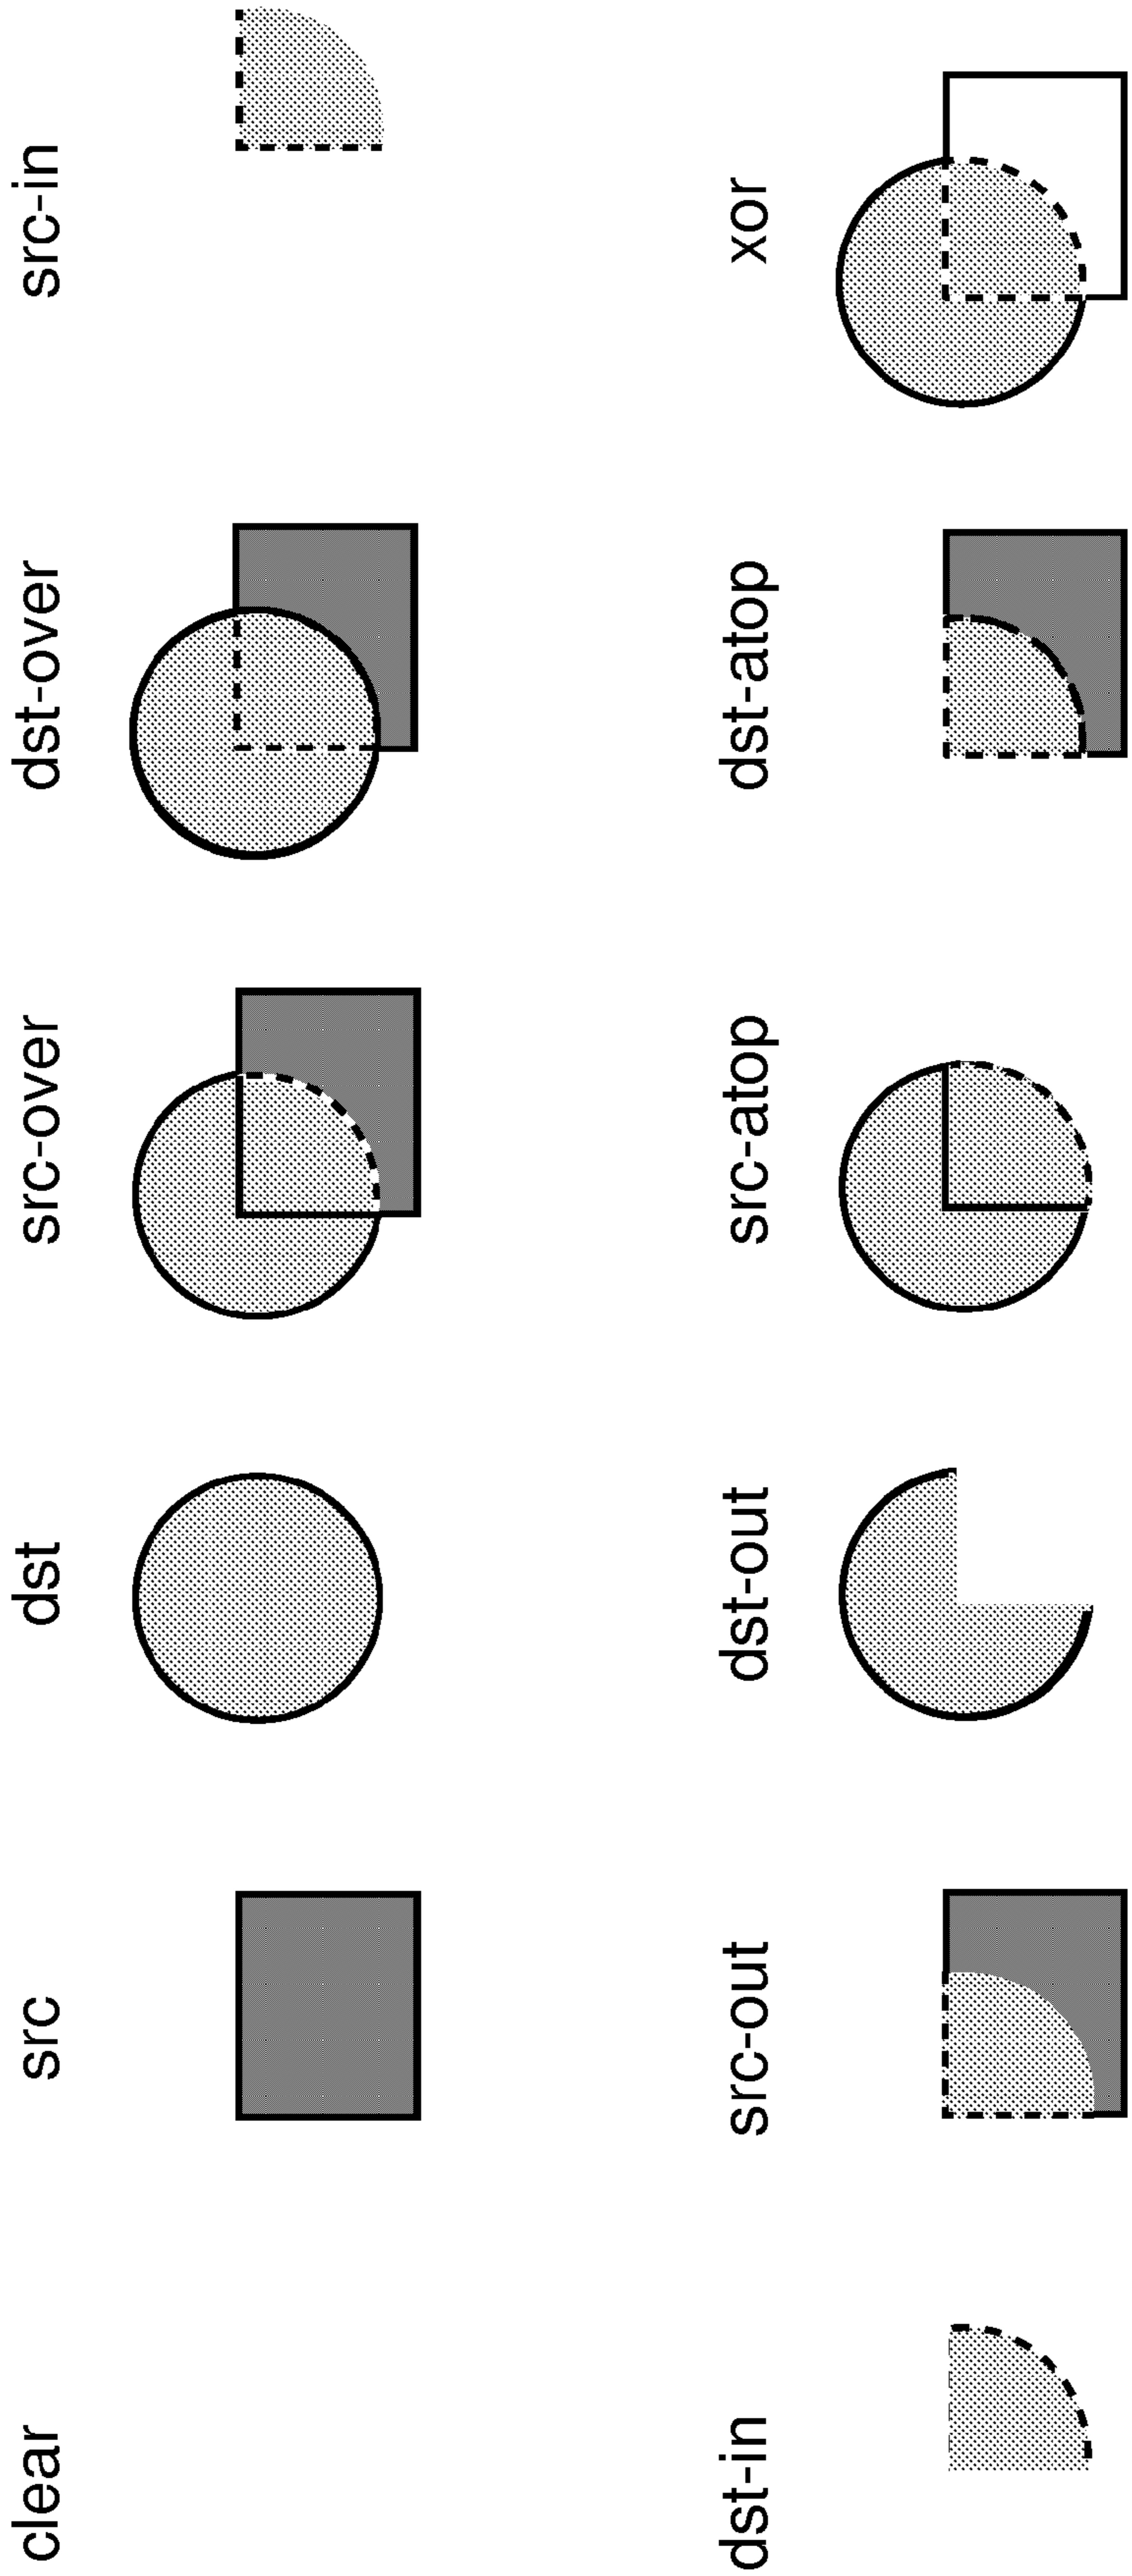 clear
src
dst
src-over
dst-over
src-in
dst-in
src-out
dst-out
src-atop
dst-atop
xor